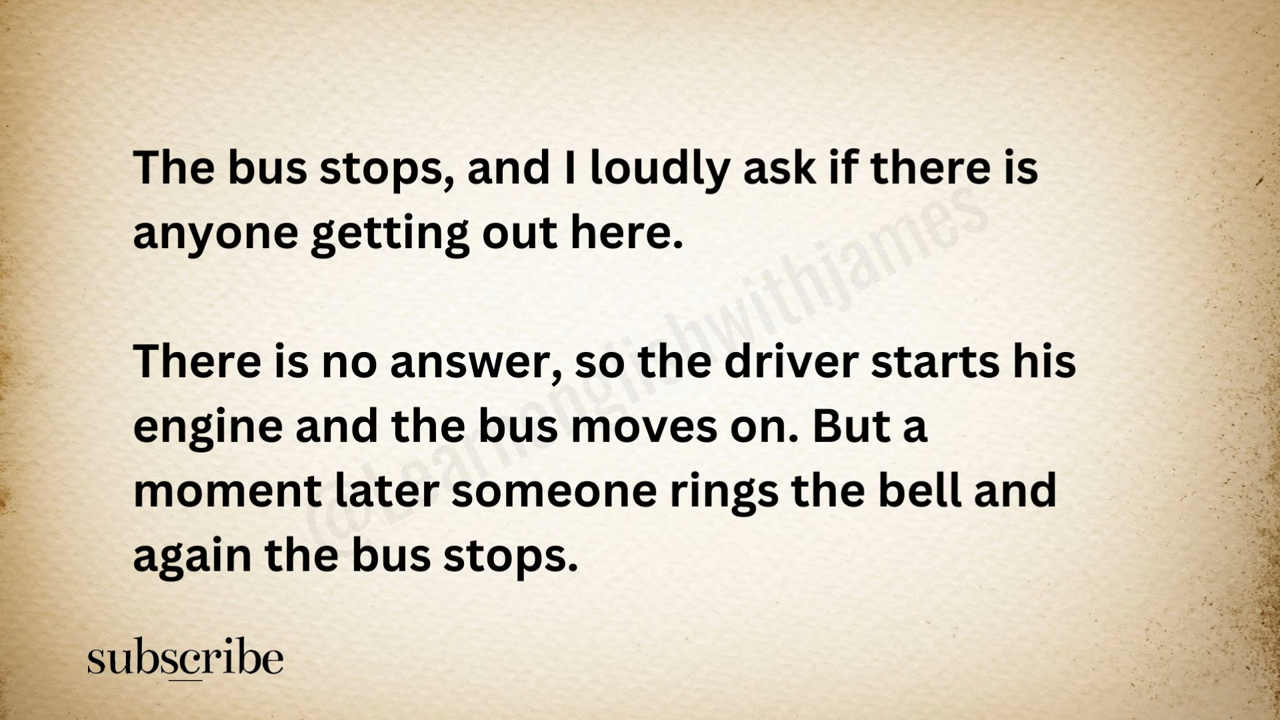 The bus stops, and I loudly ask if there is
anyone getting out here.
There is no answer, so the driver starts his
engine and the bus moves on. But a
moment later someone rings the bell and
again the bus stops.
@Learnenglishwithjames
subscribe